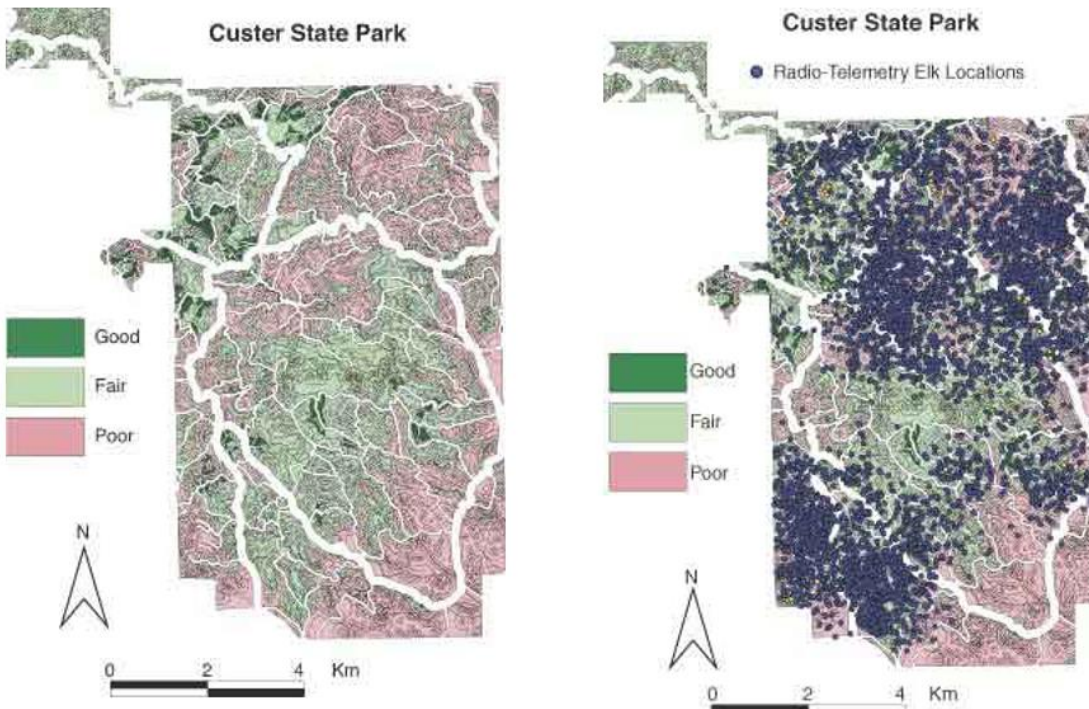 Custer State Park
Good
Fair
Poor
N
0 2 4 Km
Custer State Park
Radio-Telemetry Elk Locations
Good
Fair
Poor
N
0 2 4 Km